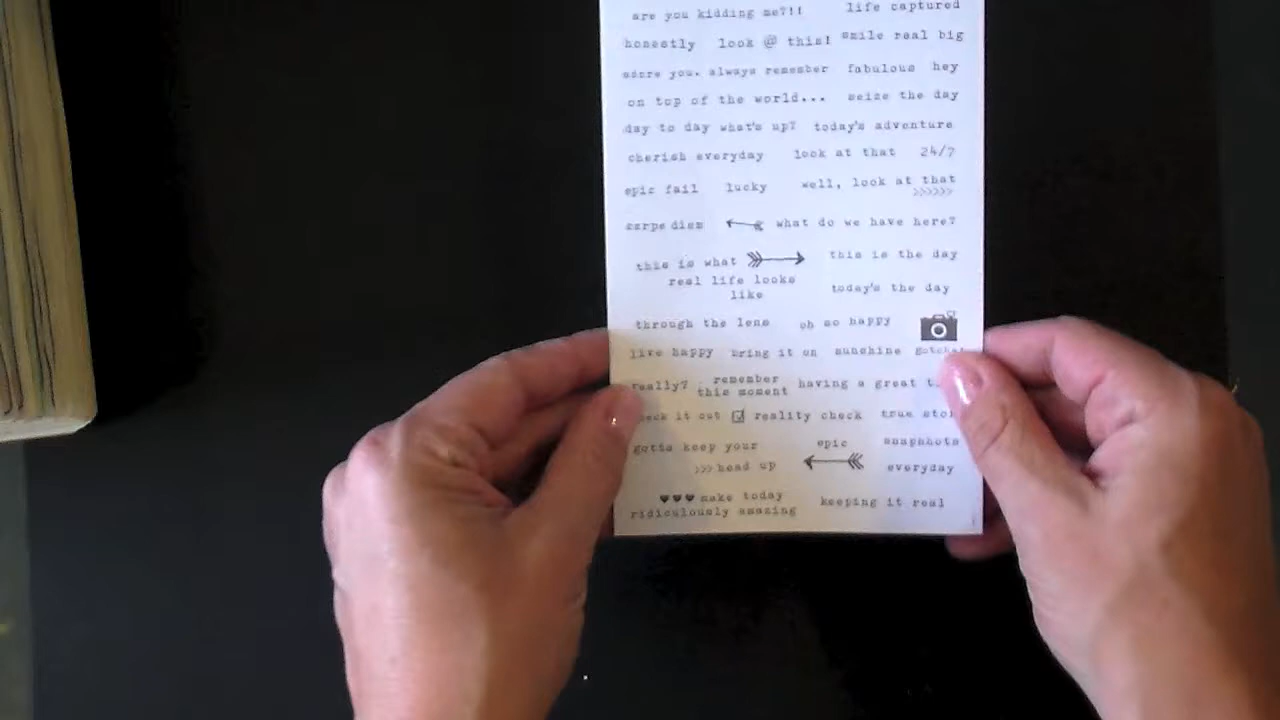 are you kidding me?!! life captured
honestly look @ this! smile real big
adore you. always remember fabulous hey
on top of the world... seize the day
day to day what's up? today's adventure
cherish everyday look at that 24/7
epic fail lucky well, look at that
>>>>>>
carpe diem what do we have here?
this is what this is the day
real life looks
like today's the day
through the lens oh so happy
live happy bring it on sunshine gotcha
really? remember having a great
this moment
eck it out reality check true stor
gotta keep your epic snapshots
>>> head up everyday
♥♥♥ make today keeping it real
ridiculously amazing